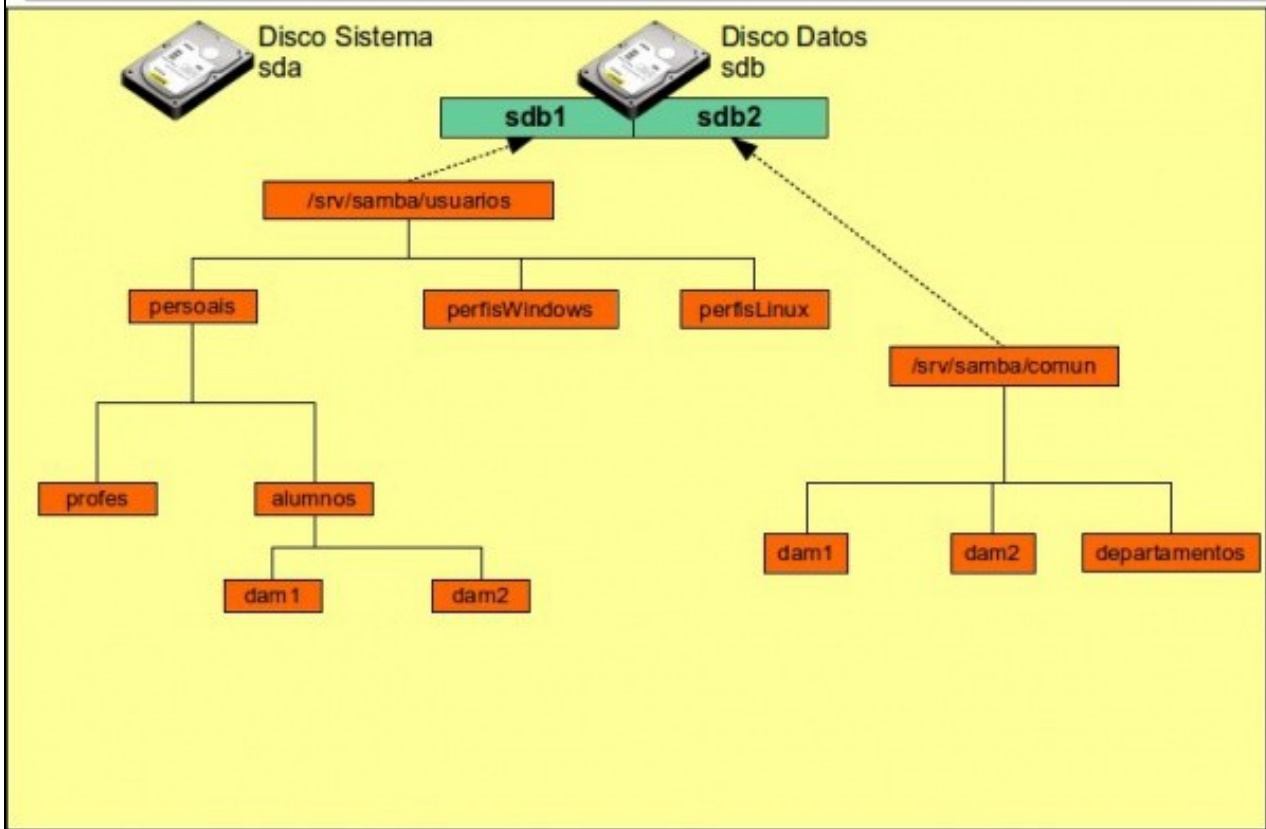 Disco Sistema
sda
Disco Datos
sdb
sdb1
sdb2
/srv/samba/usuarios
persoais
perfisWindows
perfisLinux
/srv/samba/comun
profes
alumnos
dam1
dam2
departamentos
dam1
dam2